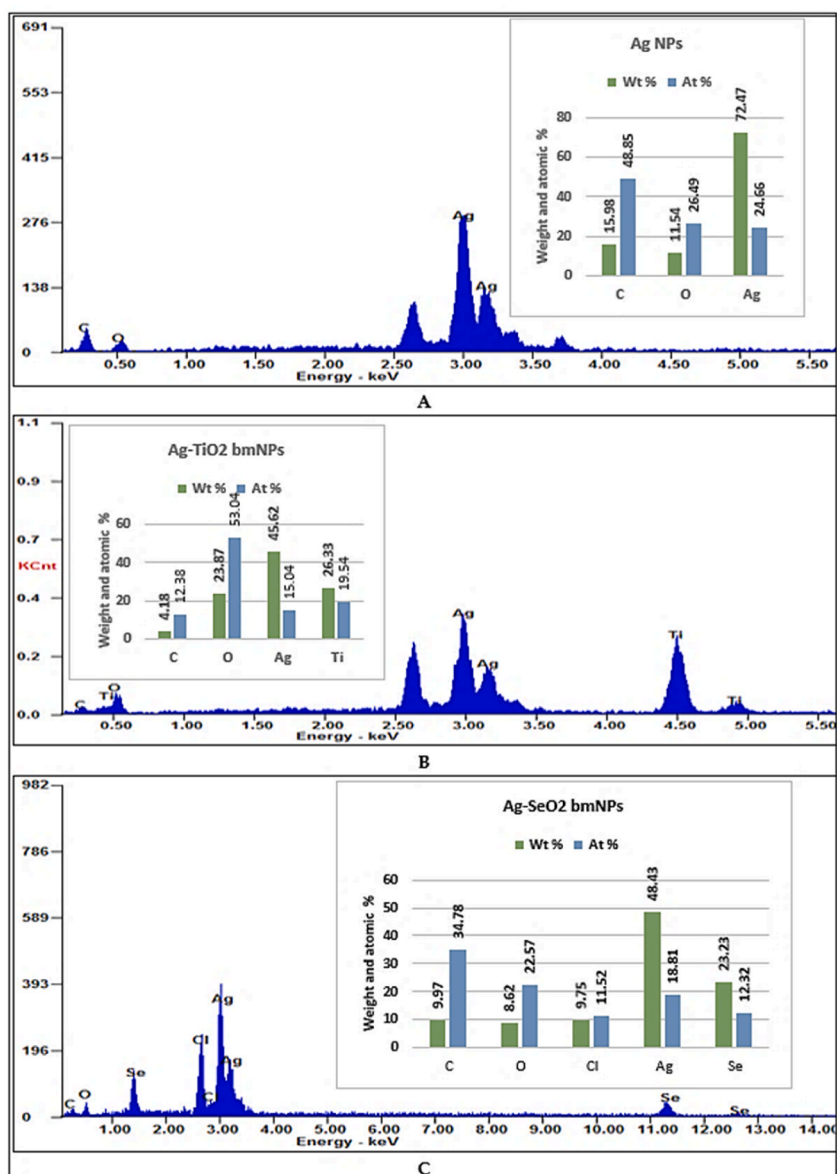 691
Ag NPs
Wt % At %
553
80
72.47
415
60
48.85
Weight and atomic %
40
26.49
24.66
276
Ag
20
15.98
11.54
138
Ag
0
C O Ag
C
O
0
0.50 1.00 1.50 2.00 2.50 3.00 3.50 4.00 4.50 5.00 5.50
Energy - keV
A
1.1
Ag-TiO2 bmNPs
Wt % At %
0.9
60
53.04
45.62
0.7
Weight and atomic %
40
23.87
26.33
KCnt
20
4.18
12.38
15.04
19.54
0.4
0
C O Ag Ti
Ag
Ti
0.2
Ag
C
Ti
O
Ti
0.0
0.50 1.00 1.50 2.00 2.50 3.00 3.50 4.00 4.50 5.00 5.50
Energy - keV
B
982
Ag-SeO2 bmNPs
786
Wt % At %
60
48.43
589
50
40
34.78
Weight and atomic %
30
22.57
23.23
393
20
18.81
Ag
10
9.97
8.62
9.75
11.52
12.32
0
Cl
C O Cl Ag Se
196
Se
Ag
O
C
C
Se
Se
0
1.00 2.00 3.00 4.00 5.00 6.00 7.00 8.00 9.00 10.00 11.00 12.00 13.00 14.00
Energy - keV
C